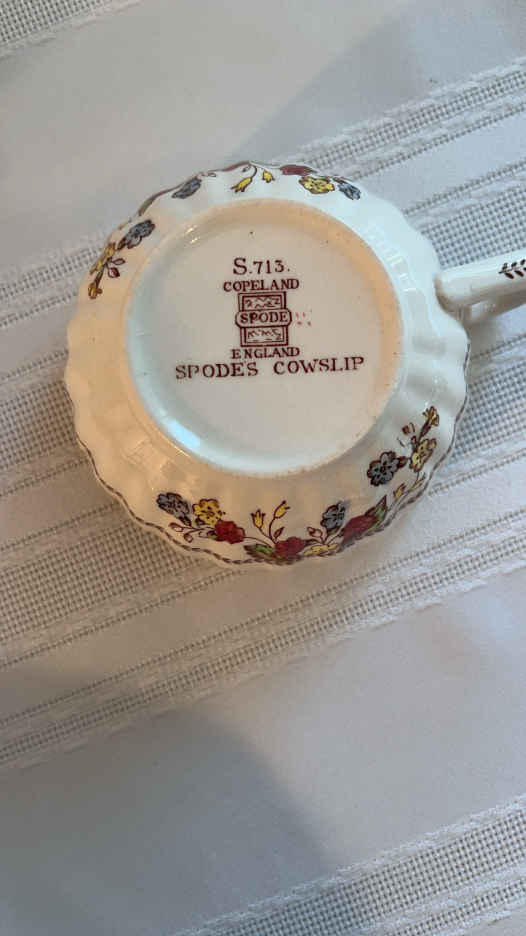 S.713.
COPELAND
SPODE
ENGLAND
SPODE'S COWSLIP